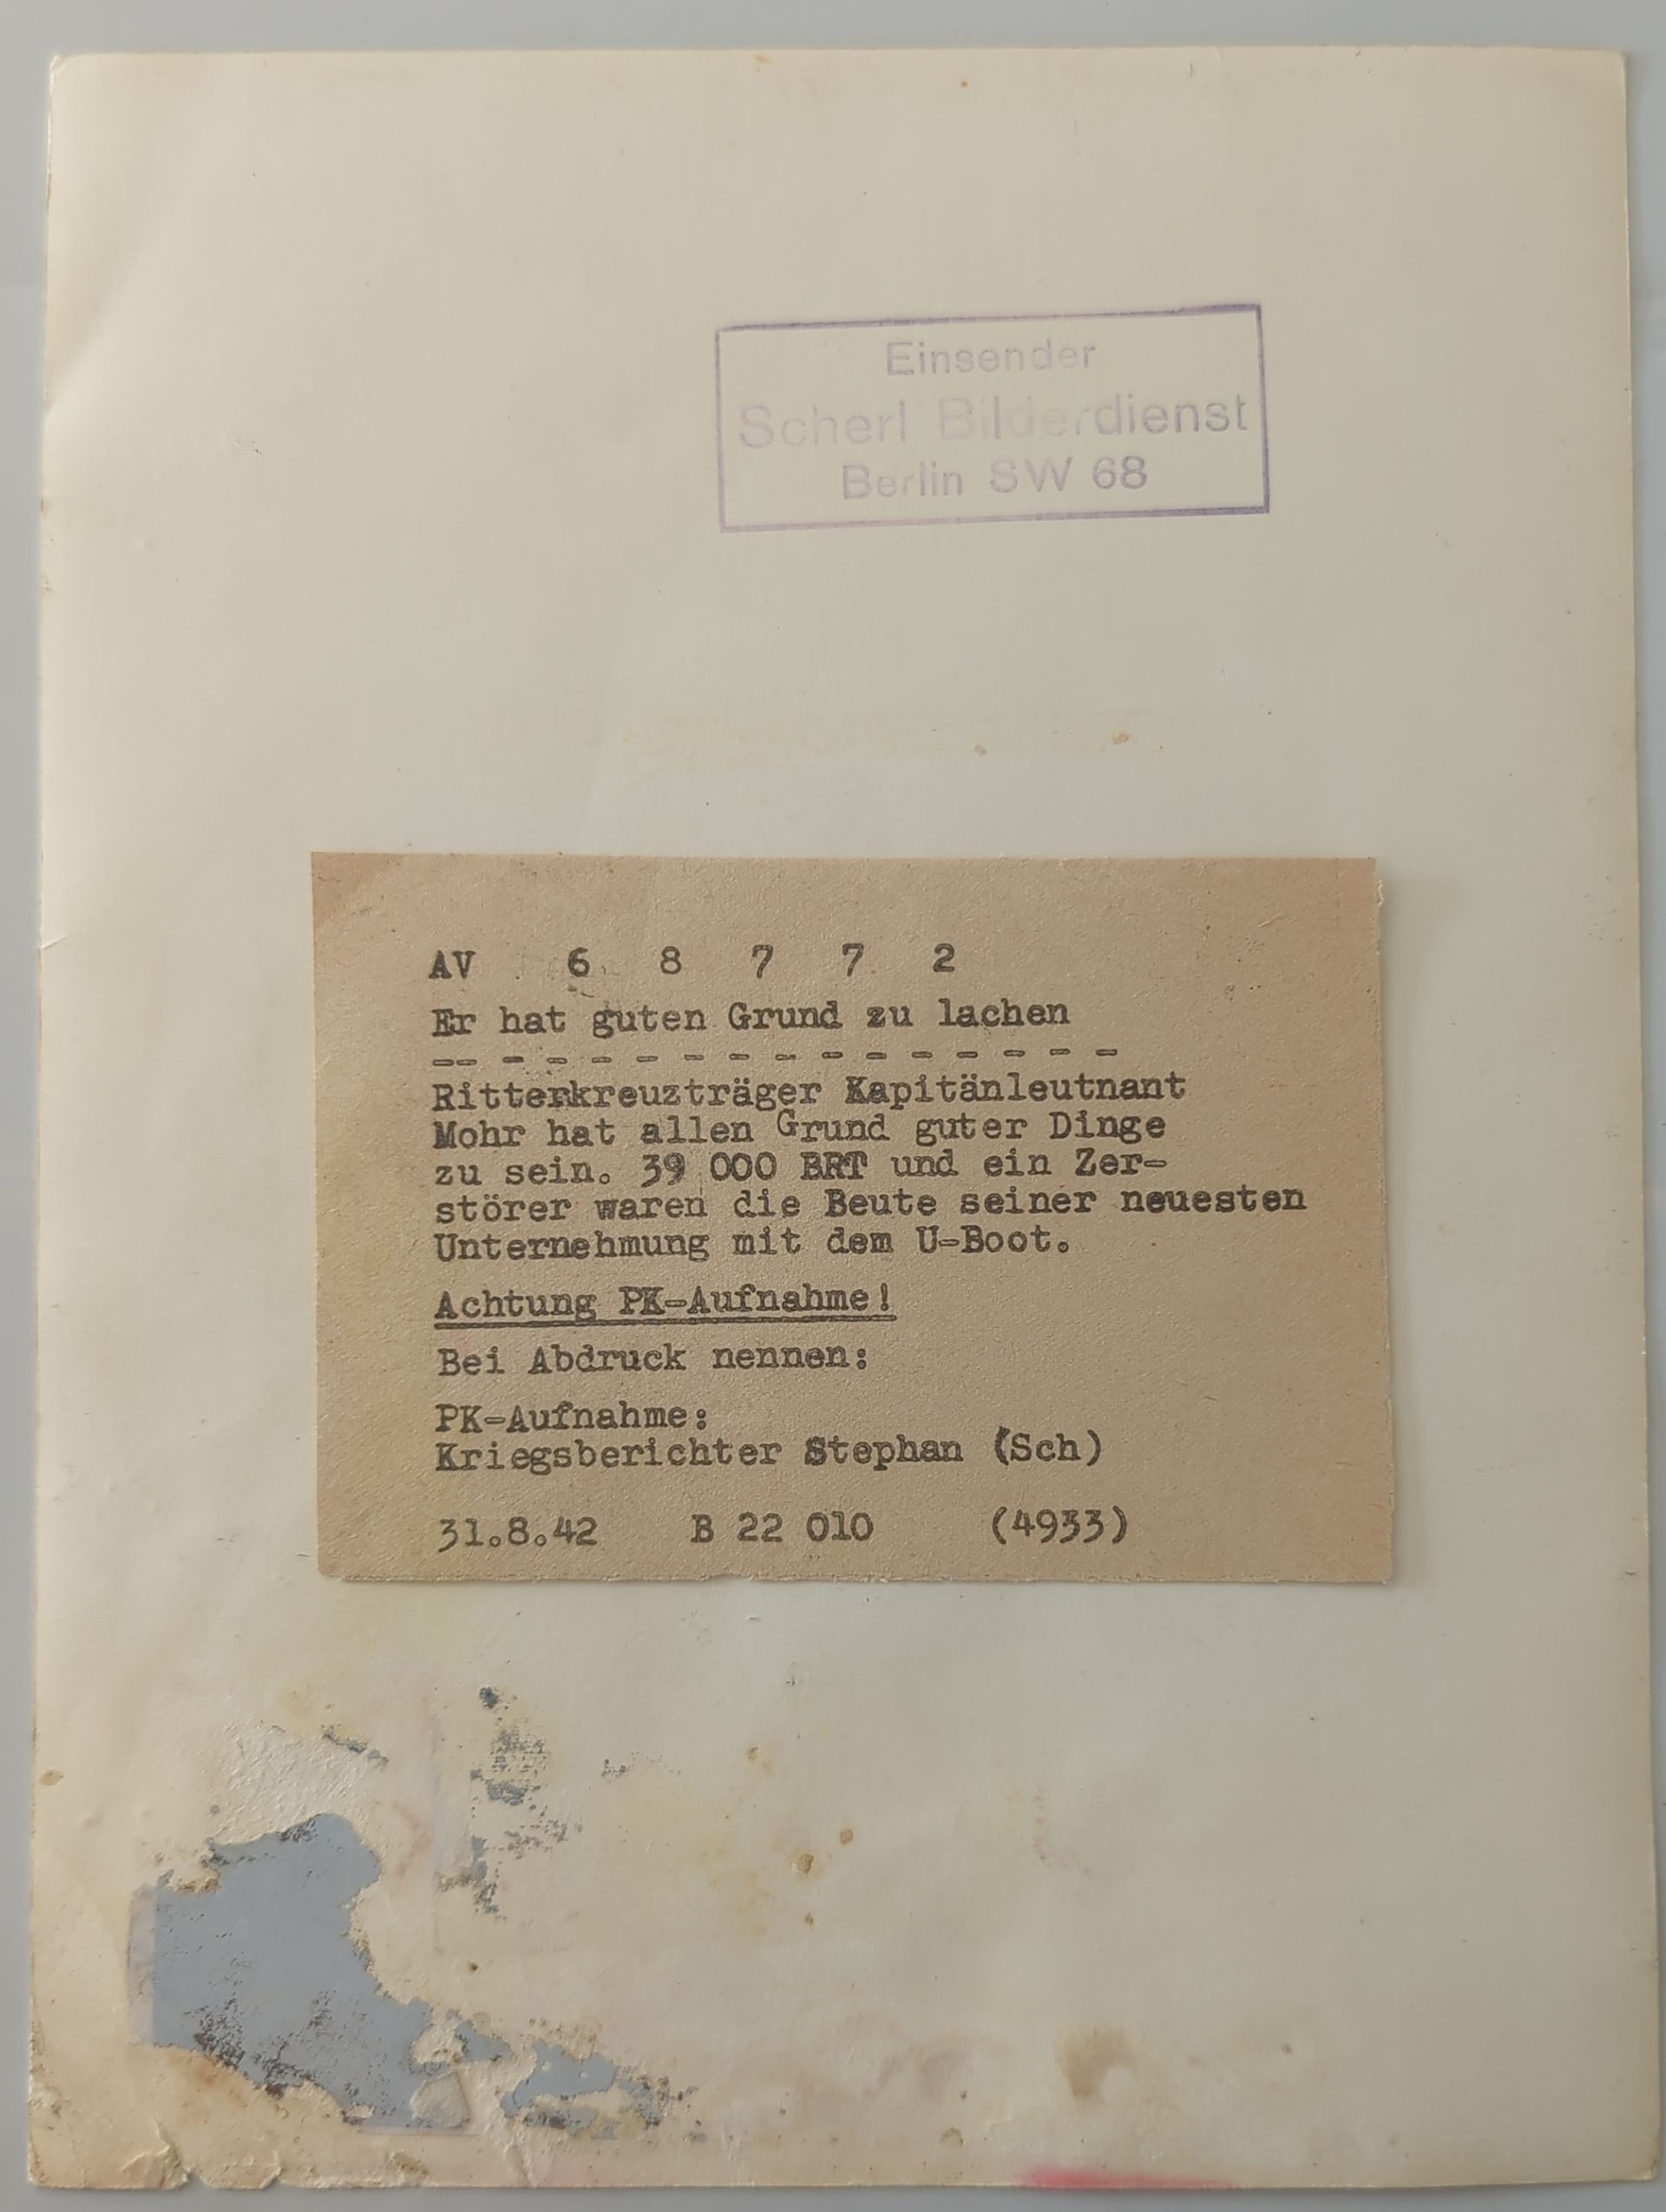 Einsender
Scherl Bilderdienst
Berlin SW 68
AV 6 8 7 7 2
Er hat guten Grund zu lachen
-- - - - - - - - - - - - - - -
Ritterkreuzträger Kapitänleutnant
Mohr hat allen Grund guter Dinge
zu sein. 39 000 BRT und ein Zer-
störer waren die Beute seiner neuesten
Unternehmung mit dem U-Boot.
Achtung PK-Aufnahme!
Bei Abdruck nennen:
PK-Aufnahme:
Kriegsberichter Stephan (Sch)
31.8.42 B 22 010 (4933)